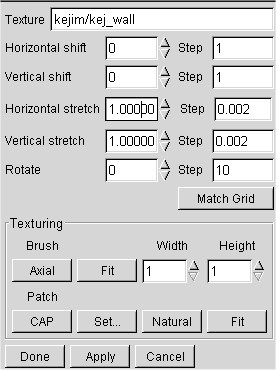 Texture kejim/kej_wall
Horizontal shift 0 Step 1
Vertical shift 0 Step 1
Horizontal stretch 1.00000 Step 0.002
Vertical stretch 1.00000 Step 0.002
Rotate 0 Step 10
Match Grid
Texturing
Brush Width Height
Axial Fit 1 1
Patch
CAP Set... Natural Fit
Done Apply Cancel